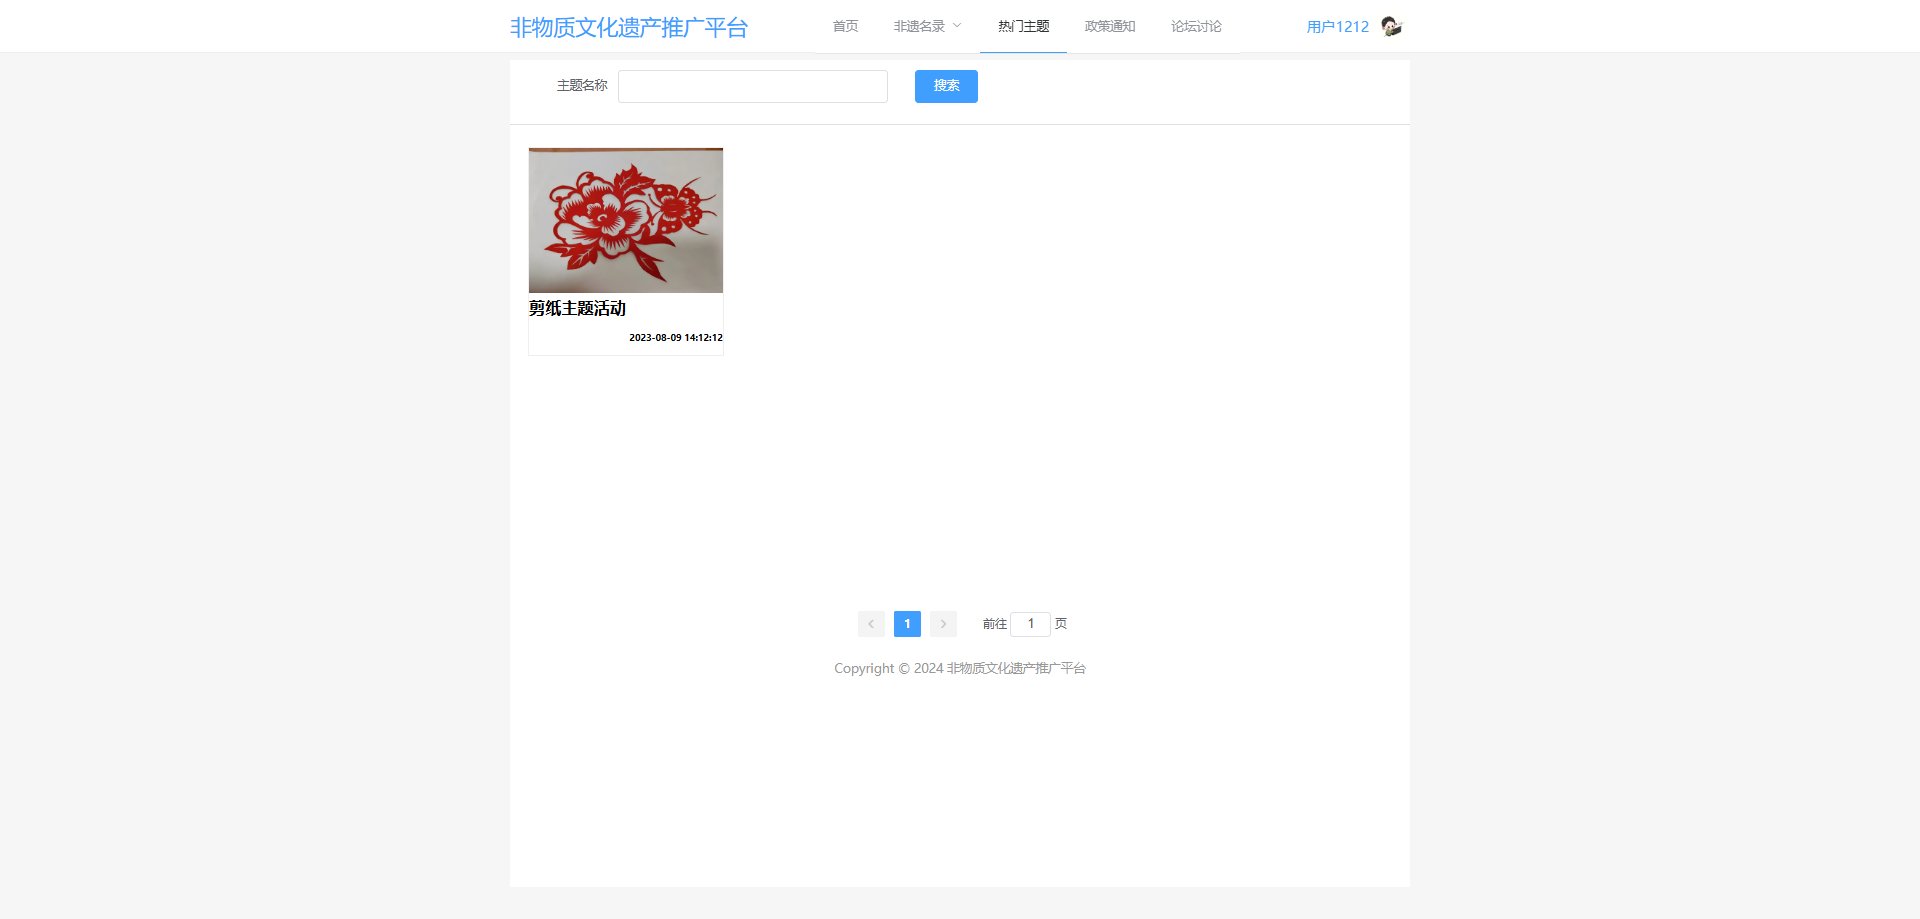 非物质文化遗产推广平台 首页 非遗名录 热门主题 政策通知 论坛讨论 用户1212
主题名称 搜索
剪纸主题活动
2023-08-09 14:12:12
1 前往 1 页
Copyright © 2024 非物质文化遗产推广平台